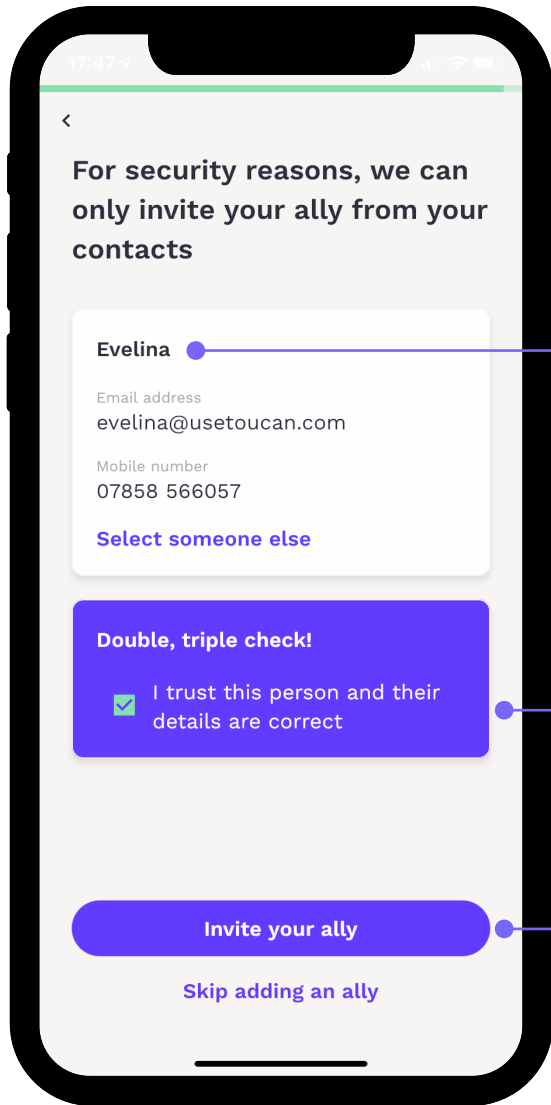 17:47
For security reasons, we can
only invite your ally from your
contacts
Evelina
Email address
evelina@usetoucan.com
Mobile number
07858 566057
Select someone else
Double, triple check!
I trust this person and their
details are correct
Invite your ally
Skip adding an ally